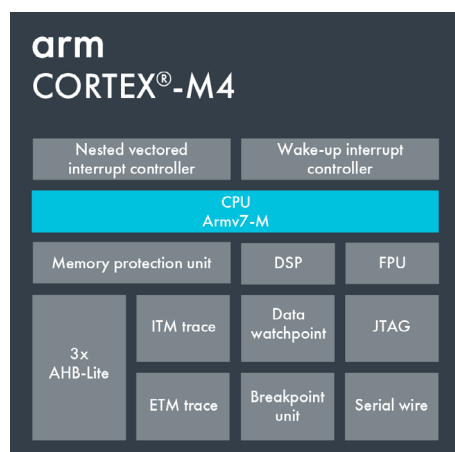 arm
CORTEX®-M4
Nested vectored
interrupt controller
Wake-up interrupt
controller
CPU
Armv7-M
Memory protection unit
DSP
FPU
3x
AHB-Lite
ITM trace
Data
watchpoint
JTAG
ETM trace
Breakpoint
unit
Serial wire